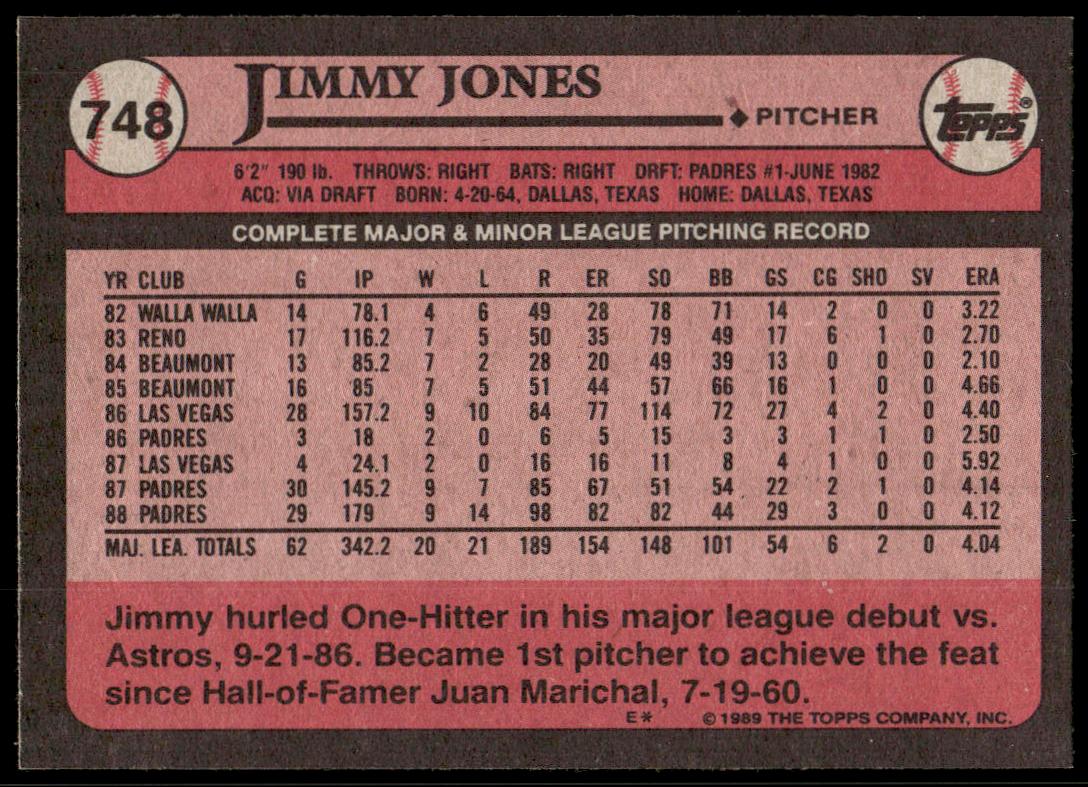 748
JIMMY JONES
PITCHER
TOPPS®
6'2" 190 lb. THROWS: RIGHT BATS: RIGHT DRFT: PADRES #1-JUNE 1982
ACQ: VIA DRAFT BORN: 4-20-64, DALLAS, TEXAS HOME: DALLAS, TEXAS
COMPLETE MAJOR & MINOR LEAGUE PITCHING RECORD
YR CLUB G IP W L R ER SO BB GS CG SHO SV ERA
82 WALLA WALLA 14 78.1 4 6 49 28 78 71 14 2 0 0 3.22
83 RENO 17 116.2 7 5 50 35 79 49 17 6 1 0 2.70
84 BEAUMONT 13 85.2 7 2 28 20 49 39 13 0 0 0 2.10
85 BEAUMONT 16 85 7 5 51 44 57 66 16 1 0 0 4.66
86 LAS VEGAS 28 157.2 9 10 84 77 114 72 27 4 2 0 4.40
86 PADRES 3 18 2 0 6 5 15 3 3 1 1 0 2.50
87 LAS VEGAS 4 24.1 2 0 16 16 11 8 4 1 0 0 5.92
87 PADRES 30 145.2 9 7 85 67 51 54 22 2 1 0 4.14
88 PADRES 29 179 9 14 98 82 82 44 29 3 0 0 4.12
MAJ. LEA. TOTALS 62 342.2 20 21 189 154 148 101 54 6 2 0 4.04
Jimmy hurled One-Hitter in his major league debut vs.
Astros, 9-21-86. Became 1st pitcher to achieve the feat
since Hall-of-Famer Juan Marichal, 7-19-60.
E* © 1989 THE TOPPS COMPANY, INC.